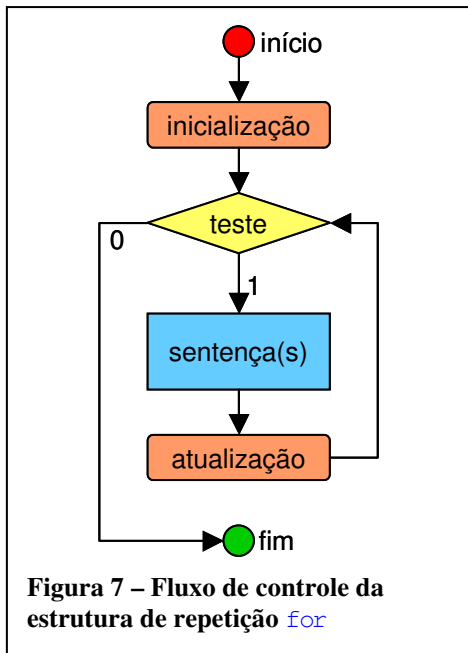 início
inicialização
teste
0
1
sentença(s)
atualização
fim
Figura 7 – Fluxo de controle da
estrutura de repetição for